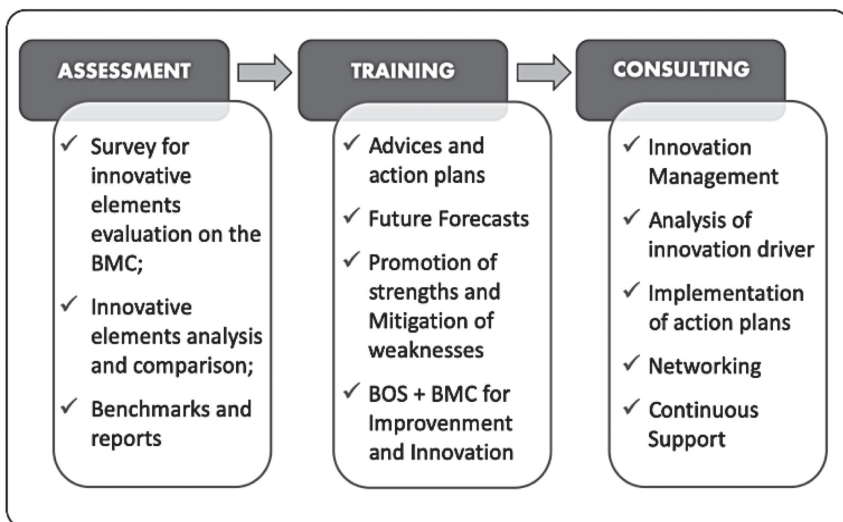 ASSESSMENT
Survey for
innovative
elements
evaluation on the
BMC;
Innovative
elements analysis
and comparison;
Benchmarks and
reports
TRAINING
Advices and
action plans
Future Forecasts
Promotion of
strengths and
Mitigation of
weaknesses
BOS + BMC for
Improvenment
and Innovation
CONSULTING
Innovation
Management
Analysis of
innovation driver
Implementation
of action plans
Networking
Continuous
Support